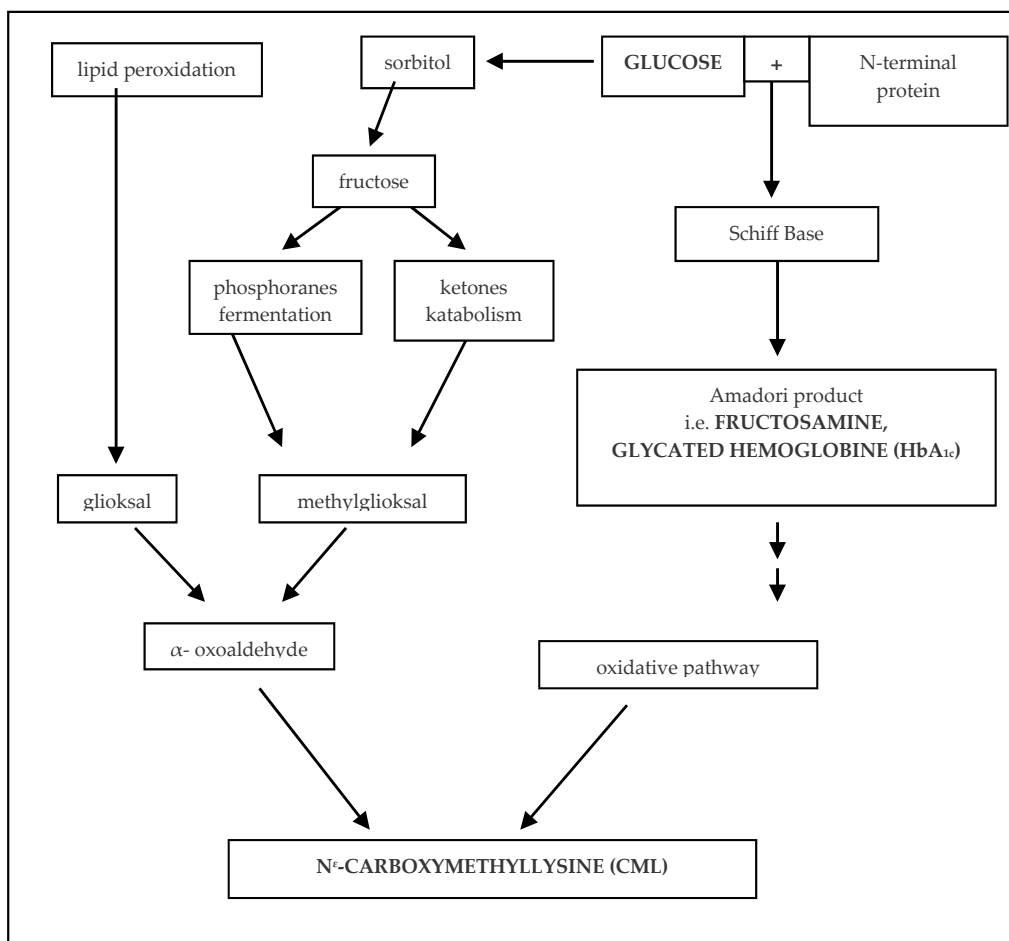 lipid peroxidation
sorbitol
GLUCOSE
+
N-terminal
protein
fructose
Schiff Base
phosphoranes
fermentation
ketones
katabolism
Amadori product
i.e. FRUCTOSAMINE,
GLYCATED HEMOGLOBINE (HbA1c)
glioksal
methylglioksal
α- oxoaldehyde
oxidative pathway
Nε-CARBOXYMETHYLLYSINE (CML)